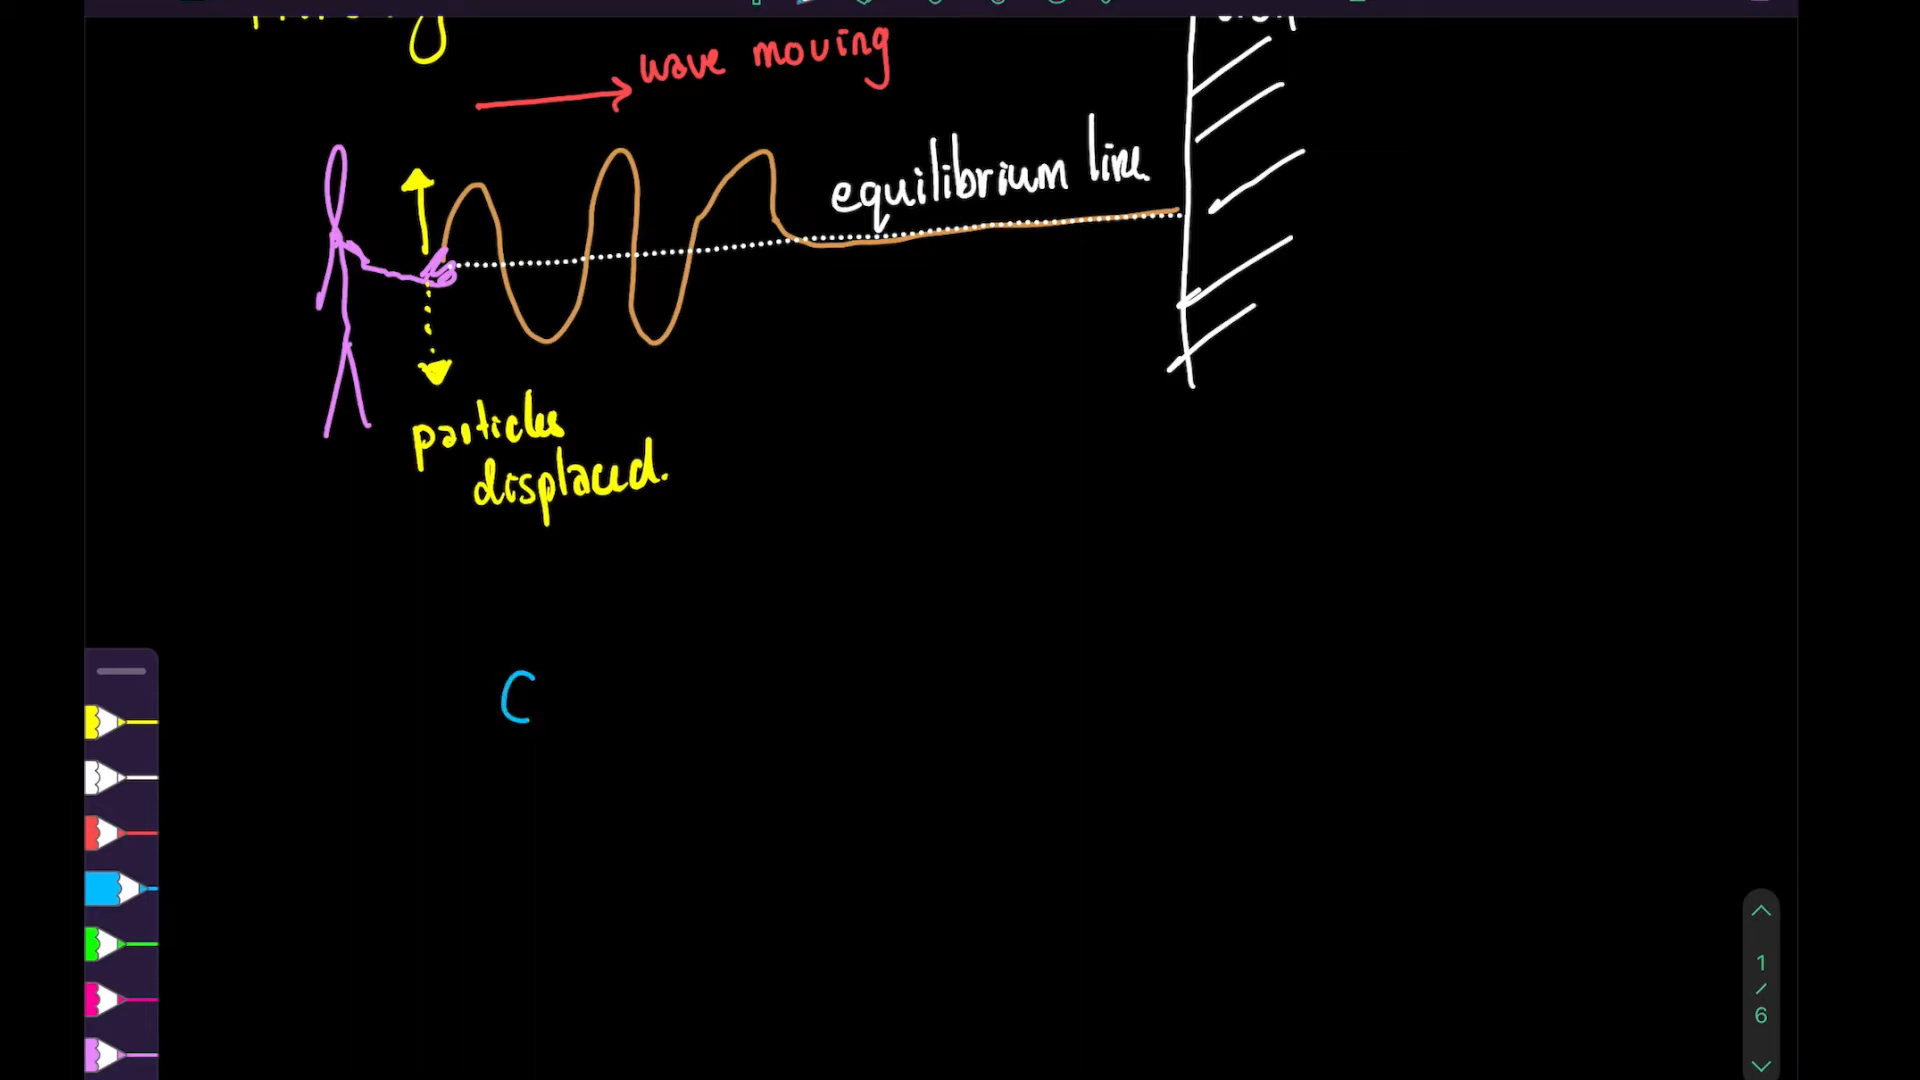 wave moving
equilibrium line
particles
displaced.
C
1
/
6